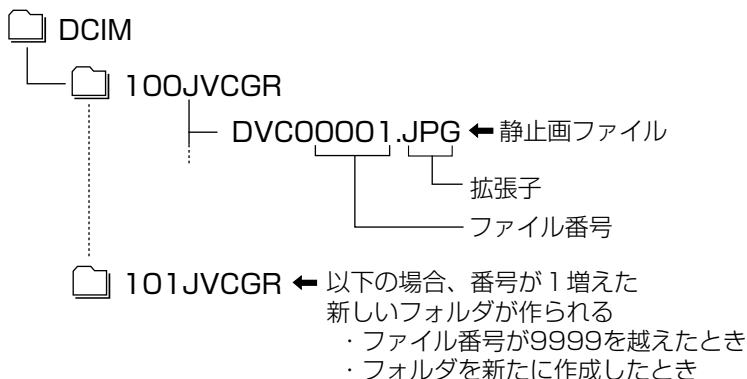 DCIM
100JVCGR
DVC00001.JPG ⬅ 静止画ファイル
拡張子
ファイル番号
101JVCGR ⬅ 以下の場合、番号が1増えた
新しいフォルダが作られる
・ファイル番号が9999を越えたとき
・フォルダを新たに作成したとき